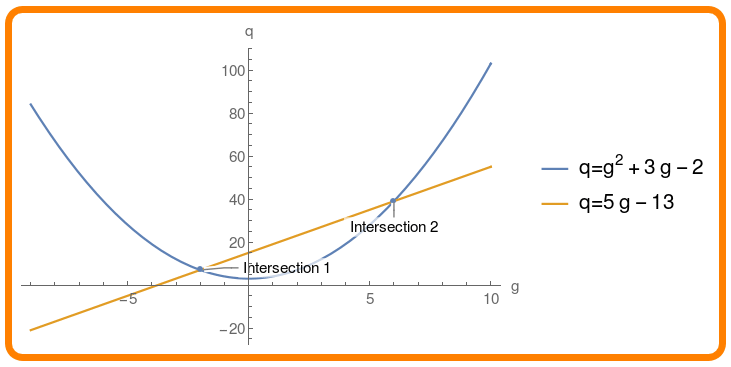 q
100
80
60
40
20
−20
−5
5
10
g
Intersection 1
Intersection 2
q=g² + 3 g − 2
q=5 g − 13